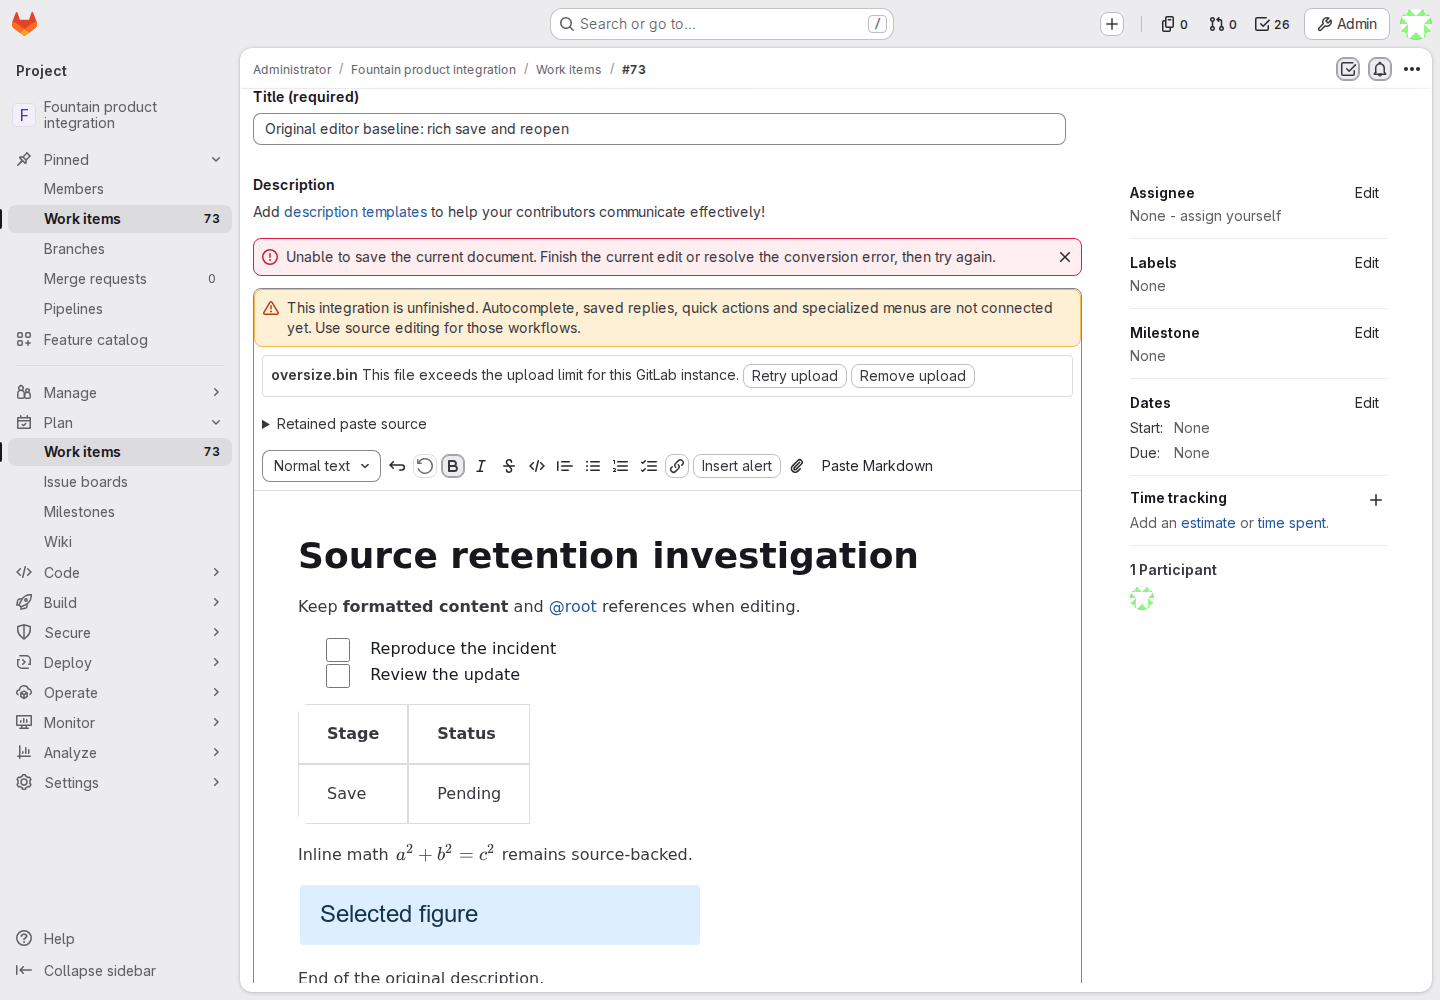 Search or go to...
/
0
0
26
Admin
Project
F
Fountain product
integration
Pinned
Members
Work items 73
Branches
Merge requests 0
Pipelines
Feature catalog
Manage
Plan
Work items 73
Issue boards
Milestones
Wiki
Code
Build
Secure
Deploy
Operate
Monitor
Analyze
Settings
Help
Collapse sidebar
Administrator / Fountain product integration / Work items / #73
Title (required)
Original editor baseline: rich save and reopen
Description
Add description templates to help your contributors communicate effectively!
Unable to save the current document. Finish the current edit or resolve the conversion error, then try again.
This integration is unfinished. Autocomplete, saved replies, quick actions and specialized menus are not connected
yet. Use source editing for those workflows.
oversize.bin This file exceeds the upload limit for this GitLab instance. Retry upload Remove upload
Retained paste source
Normal text Insert alert Paste Markdown
Source retention investigation
Keep formatted content and @root references when editing.
Reproduce the incident
Review the update
Stage Status
Save Pending
Inline math a² + b² = c² remains source-backed.
Selected figure
End of the original description.
Assignee Edit
None - assign yourself
Labels Edit
None
Milestone Edit
None
Dates Edit
Start: None
Due: None
Time tracking
Add an estimate or time spent.
1 Participant